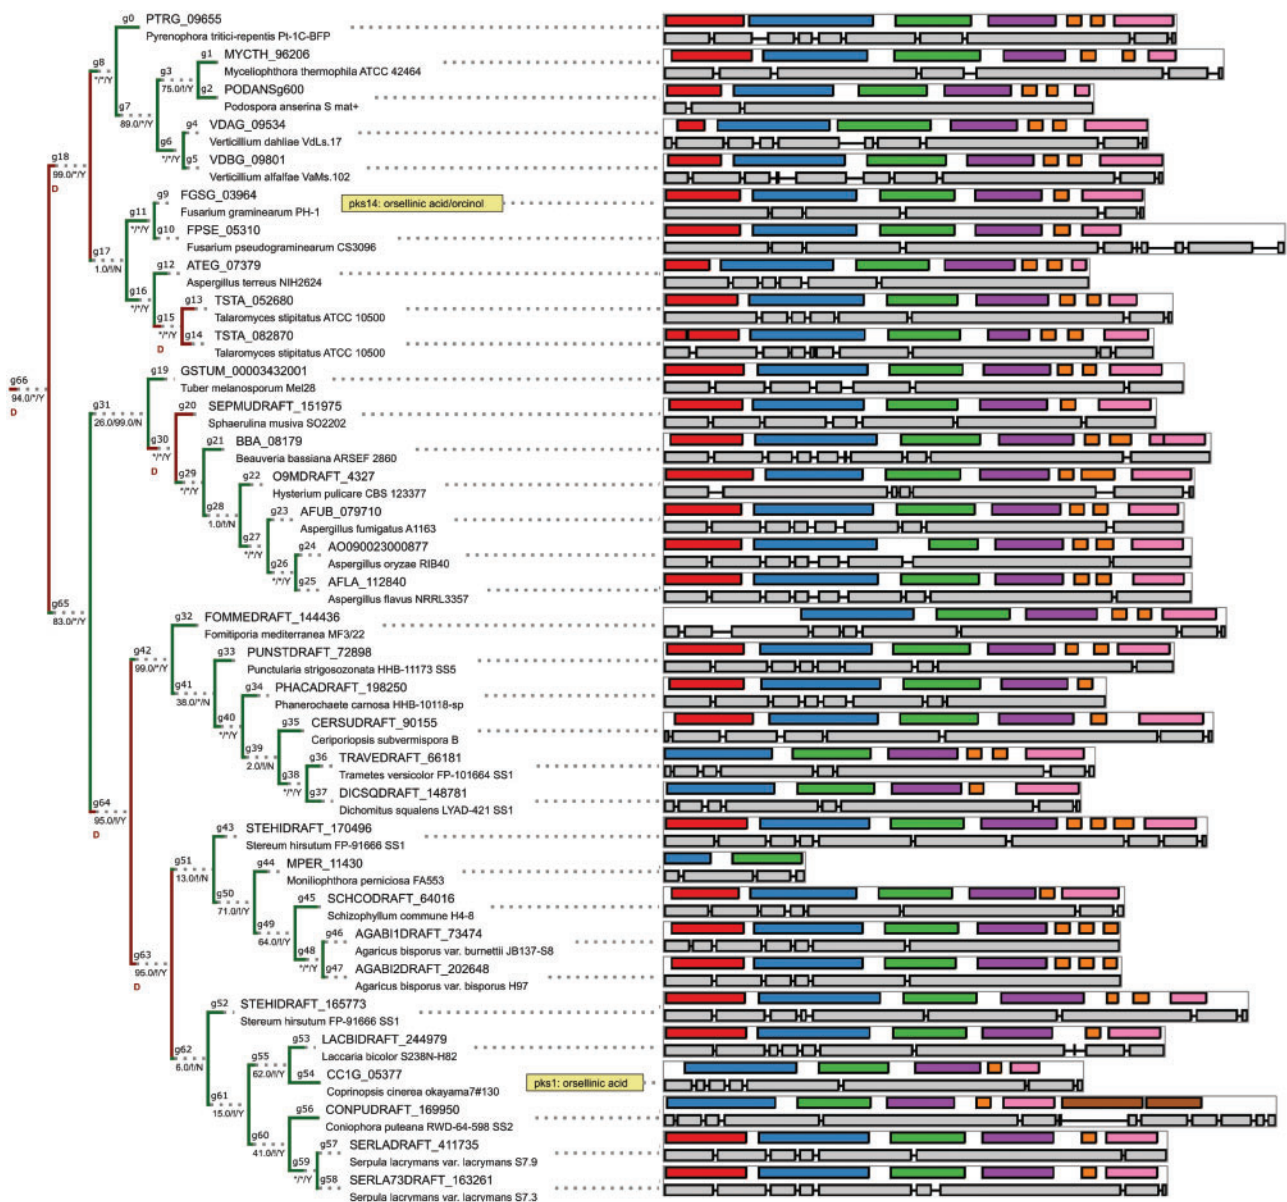 g0
PTRG_09655
Pyrenophora tritici-repentis Pt-1C-BFP
g8
*/*/Y
g1
MYCTH_96206
Myceliophthora thermophila ATCC 42464
g3
75.0/f/Y
g2
PODANSg600
Podospora anserina S mat+
g7
89.0/*/Y
g4
VDAG_09534
Verticillium dahliae VdLs.17
g6
*/*/Y
g5
VDBG_09801
Verticillium alfalfae VaMs.102
g18
99.0/*/Y
D
g9
FGSG_03964
Fusarium graminearum PH-1
pks14: orsellinic acid/orcinol
g11
*/*/Y
g10
FPSE_05310
Fusarium pseudograminearum CS3096
g17
1.0/f/N
g12
ATEG_07379
Aspergillus terreus NIH2624
g16
*/*/Y
g13
TSTA_052680
Talaromyces stipitatus ATCC 10500
g15
*/*/Y
D
g14
TSTA_082870
Talaromyces stipitatus ATCC 10500
g66
94.0/*/Y
D
g19
GSTUM_00003432001
Tuber melanosporum Mel28
g31
26.0/99.0/N
g20
SEPMUDRAFT_151975
Sphaerulina musiva SO2202
g30
*/*/Y
D
g21
BBA_08179
Beauveria bassiana ARSEF 2860
g29
*/*/Y
g22
O9MDRAFT_4327
Hysterium pulicare CBS 123377
g28
1.0/f/N
g23
AFUB_079710
Aspergillus fumigatus A1163
g27
*/*/Y
g24
AO090023000877
Aspergillus oryzae RIB40
g26
*/*/Y
g25
AFLA_112840
Aspergillus flavus NRRL3357
g65
83.0/*/Y
g32
FOMMEDRAFT_144436
Fomitiporia mediterranea MF3/22
g42
99.0/*/Y
g33
PUNSTDRAFT_72898
Punctularia strigosozonata HHB-11173 SS5
g41
38.0/*/N
g34
PHACADRAFT_198250
Phanerochaete carnosa HHB-10118-sp
g40
*/*/Y
g35
CERSUDRAFT_90155
Ceriporiopsis subvermispora B
g39
2.0/f/N
g36
TRAVEDRAFT_66181
Trametes versicolor FP-101664 SS1
g38
*/*/Y
g37
DICSQDRAFT_148781
Dichomitus squalens LYAD-421 SS1
g64
95.0/*/Y
D
g43
STEHIDRAFT_170496
Stereum hirsutum FP-91666 SS1
g51
13.0/f/N
g44
MPER_11430
Moniliophthora perniciosa FA553
g50
71.0/f/Y
g45
SCHCODRAFT_64016
Schizophyllum commune H4-8
g49
64.0/f/Y
g46
AGABI1DRAFT_73474
Agaricus bisporus var. burnettii JB137-S8
g48
*/*/Y
g47
AGABI2DRAFT_202648
Agaricus bisporus var. bisporus H97
g63
95.0/f/Y
D
g52
STEHIDRAFT_165773
Stereum hirsutum FP-91666 SS1
g62
6.0/f/N
g53
LACBIDRAFT_244979
Laccaria bicolor S238N-H82
g55
62.0/f/Y
g54
CC1G_05377
Coprinopsis cinerea okayama7#130
pks1: orsellinic acid
g61
15.0/f/Y
g56
CONPUDRAFT_169950
Coniophora puteana RWD-64-598 SS2
g60
41.0/f/Y
g57
SERLADRAFT_411735
Serpula lacrymans var. lacrymans S7.9
g59
*/*/Y
g58
SERLA73DRAFT_163261
Serpula lacrymans var. lacrymans S7.3